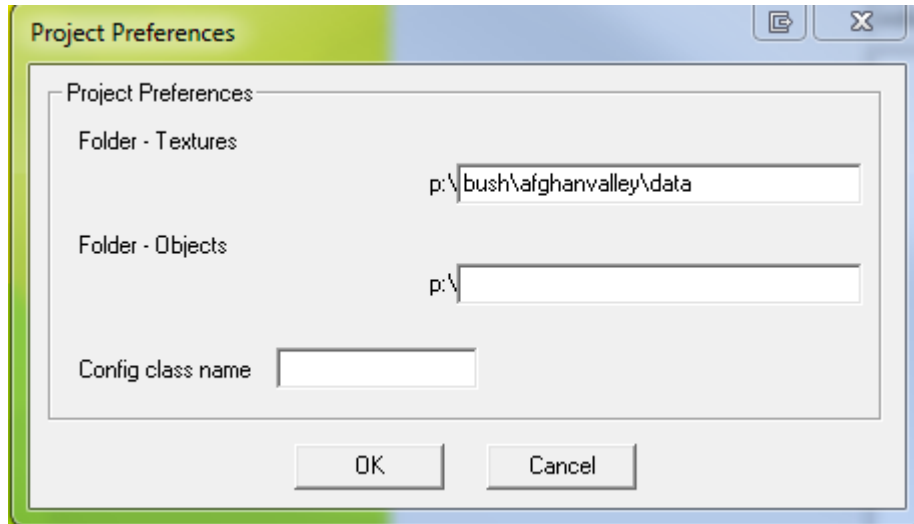 Project Preferences
Project Preferences
Folder - Textures
p:\bush\afghanvalley\data
Folder - Objects
p:\
Config class name
OK Cancel